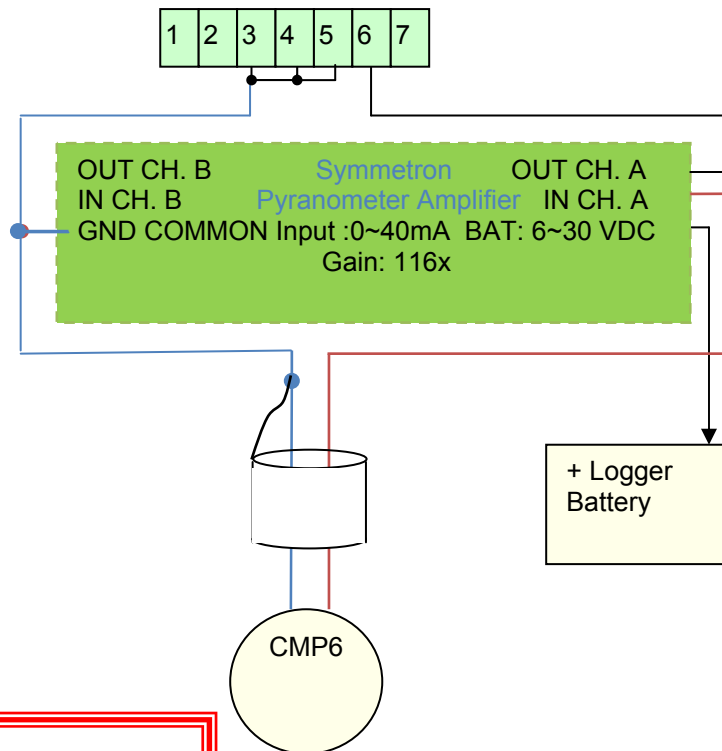 1 2 3 4 5 6 7
OUT CH. B Symmetron OUT CH. A
IN CH. B Pyranometer Amplifier IN CH. A
GND COMMON Input :0~40mA BAT: 6~30 VDC
Gain: 116x
+ Logger
Battery
CMP6